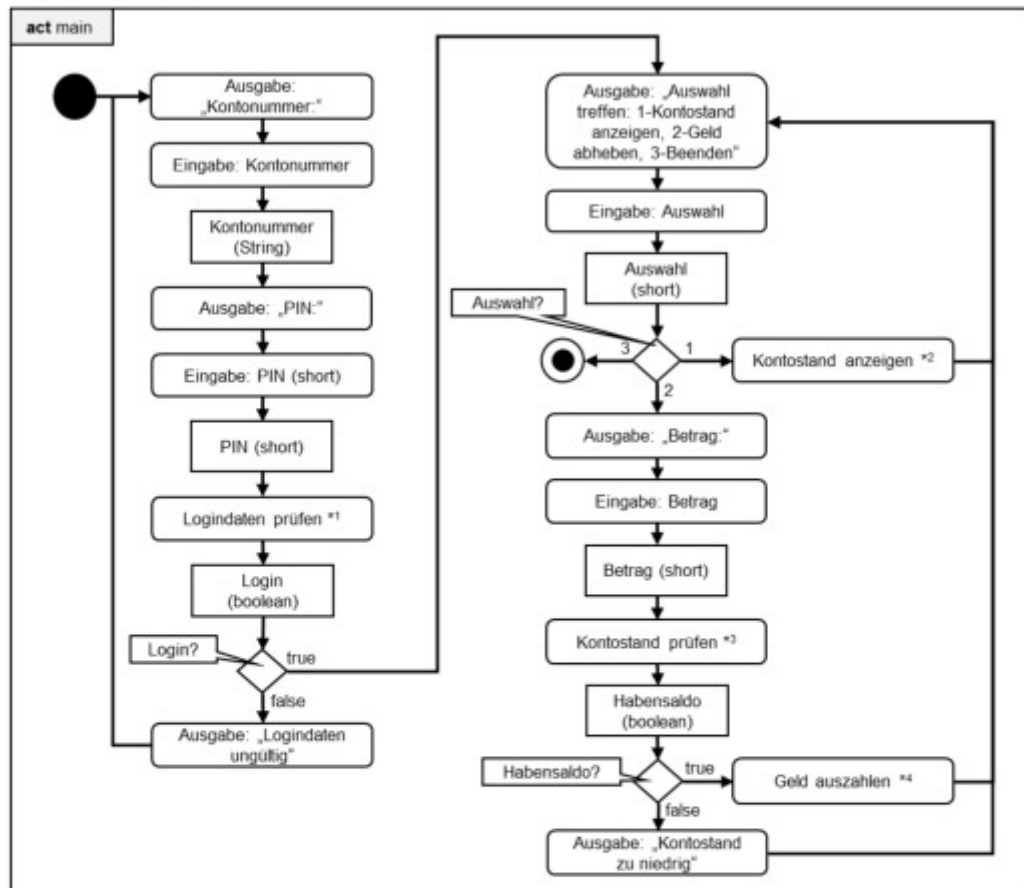 act main
Ausgabe:
„Kontonummer:“
Eingabe: Kontonummer
Kontonummer
(String)
Ausgabe: „PIN:“
Eingabe: PIN (short)
PIN (short)
Logindaten prüfen *1
Login
(boolean)
Login?
true
false
Ausgabe: „Logindaten
ungültig“
Ausgabe: „Auswahl
treffen: 1-Kontostand
anzeigen, 2-Geld
abheben, 3-Beenden“
Eingabe: Auswahl
Auswahl
(short)
Auswahl?
3
1
Kontostand anzeigen *2
2
Ausgabe: „Betrag:“
Eingabe: Betrag
Betrag (short)
Kontostand prüfen *3
Habensaldo
(boolean)
Habensaldo?
true
Geld auszahlen *4
false
Ausgabe: „Kontostand
zu niedrig“